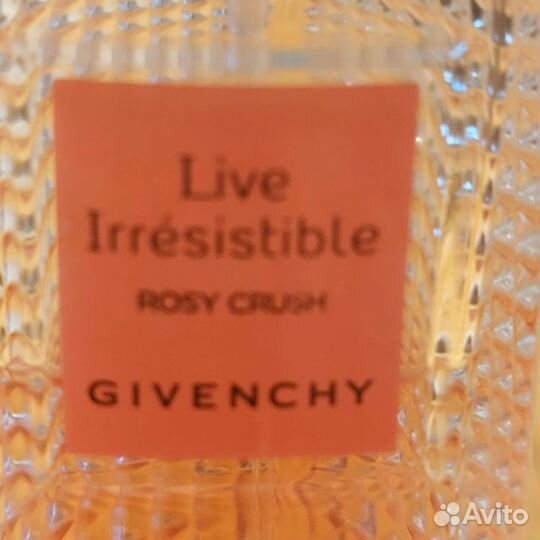 Live
Irrésistible
ROSY CRUSH
GIVENCHY
Avito